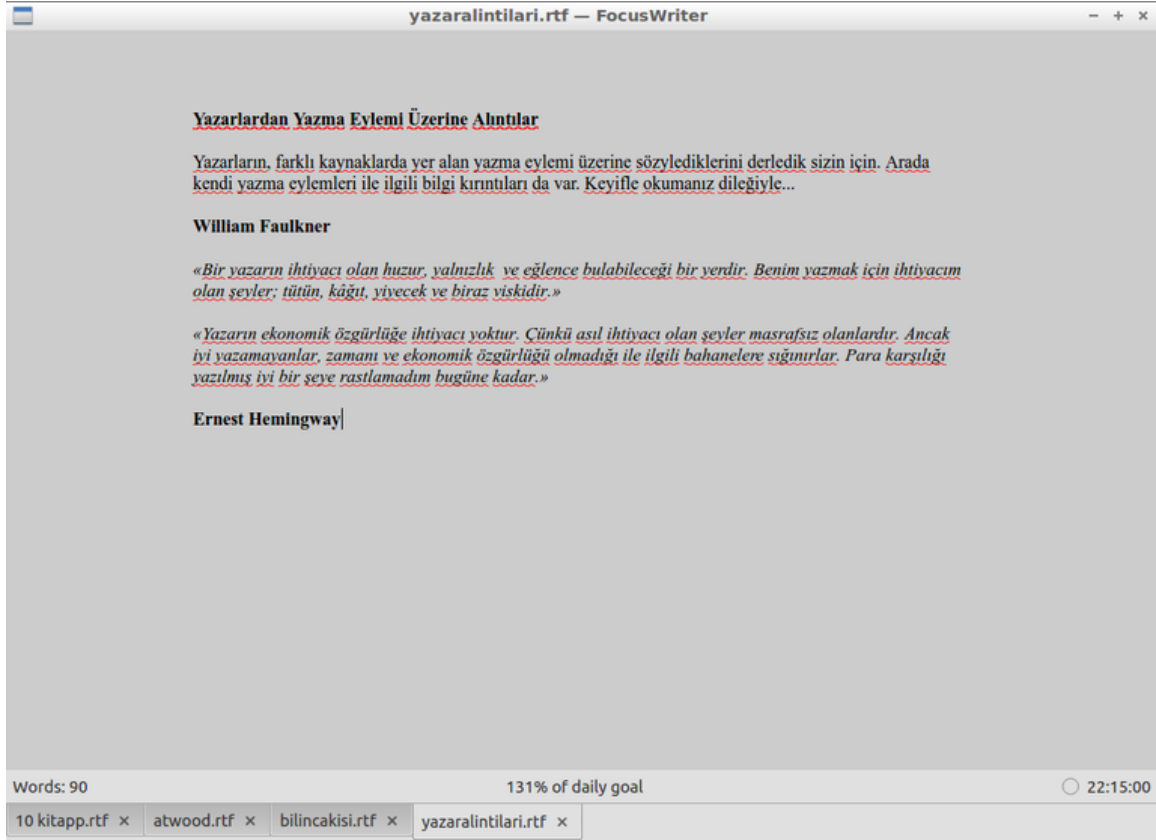 yazaralintilari.rtf — FocusWriter
Yazarlardan Yazma Eylemi Üzerine Alıntılar
Yazarların, farklı kaynaklarda yer alan yazma eylemi üzerine sözylediklerini derledik sizin için. Arada
kendi yazma eylemleri ile ilgili bilgi kırıntıları da var. Keyifle okumanız dileğiyle...
William Faulkner
«Bir yazarın ihtiyacı olan huzur, yalnızlık  ve eğlence bulabileceği bir yerdir. Benim yazmak için ihtiyacım
olan şeyler; tütün, kâğıt, yiyecek ve biraz viskidir.»
«Yazarın ekonomik özgürlüğe ihtiyacı yoktur. Çünkü asıl ihtiyacı olan şeyler masrafsız olanlardır. Ancak
iyi yazamayanlar, zamanı ve ekonomik özgürlüğü olmadığı ile ilgili bahanelere sığınırlar. Para karşılığı
yazılmış iyi bir şeye rastlamadım bugüne kadar.»
Ernest Hemingway
Words: 90 131% of daily goal 22:15:00
10 kitapp.rtf × atwood.rtf × bilincakisi.rtf × yazaralintilari.rtf ×